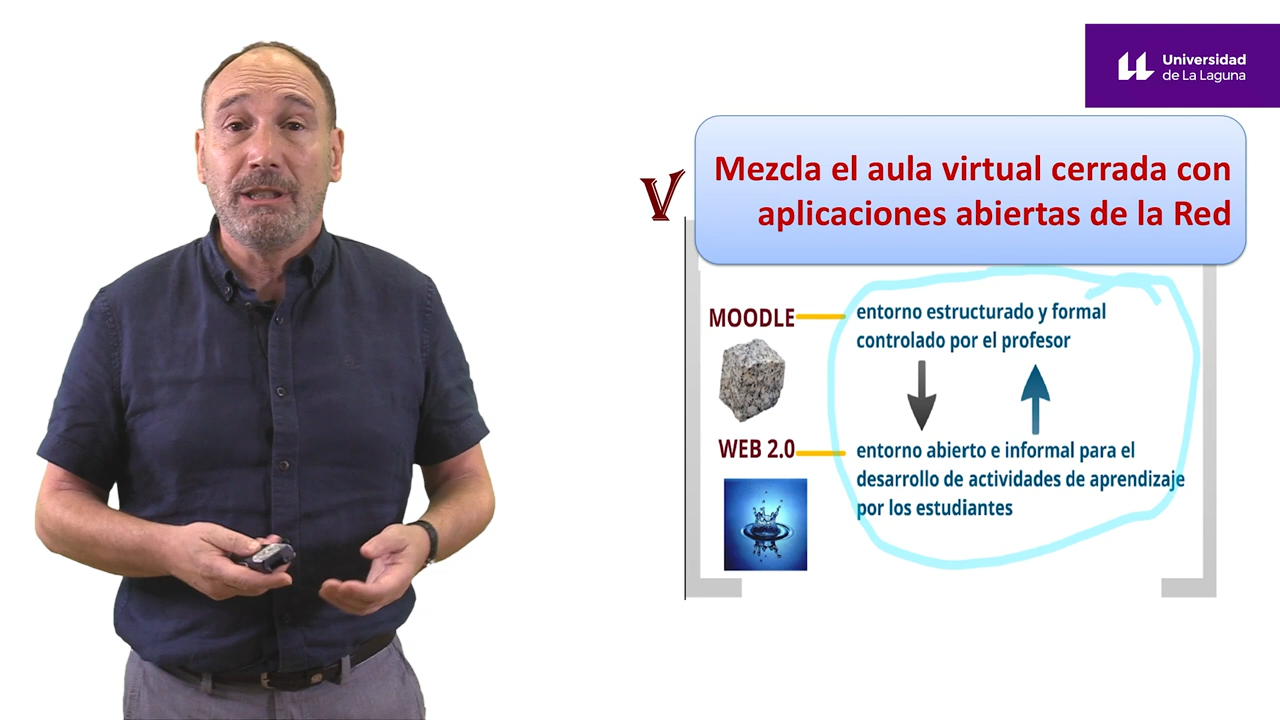 Universidad
de La Laguna
V
Mezcla el aula virtual cerrada con
aplicaciones abiertas de la Red
MOODLE
entorno estructurado y formal
controlado por el profesor
WEB 2.0
entorno abierto e informal para el
desarrollo de actividades de aprendizaje
por los estudiantes